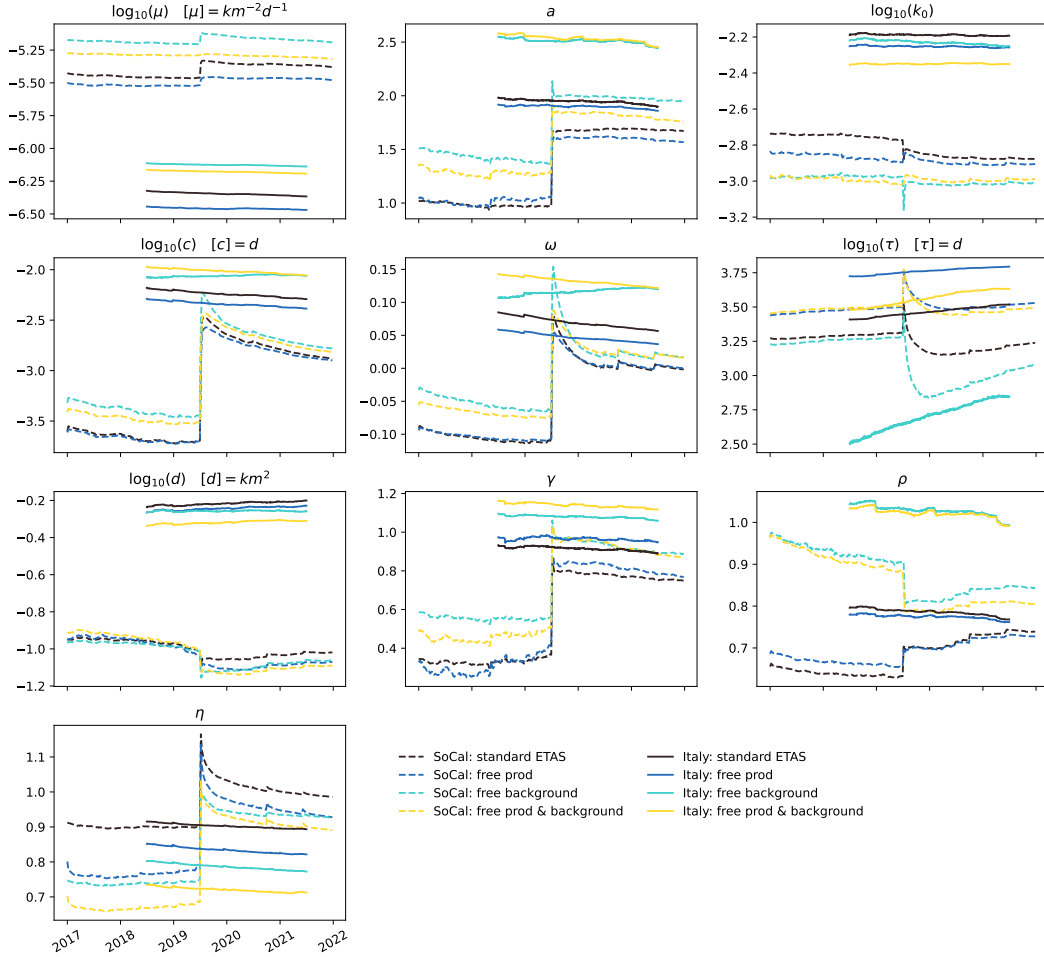 log₁₀(μ) [μ] = km⁻²d⁻¹
−5.25
−5.50
−5.75
−6.00
−6.25
−6.50
a
2.5
2.0
1.5
1.0
log₁₀(k₀)
−2.2
−2.4
−2.6
−2.8
−3.0
−3.2
log₁₀(c) [c] = d
−2.0
−2.5
−3.0
−3.5
ω
0.15
0.10
0.05
0.00
−0.05
−0.10
log₁₀(τ) [τ] = d
3.75
3.50
3.25
3.00
2.75
2.50
log₁₀(d) [d] = km²
−0.2
−0.4
−0.6
−0.8
−1.0
−1.2
γ
1.2
1.0
0.8
0.6
0.4
ρ
1.0
0.9
0.8
0.7
η
1.1
1.0
0.9
0.8
0.7
2017 2018 2019 2020 2021 2022
SoCal: standard ETAS
SoCal: free prod
SoCal: free background
SoCal: free prod & background
Italy: standard ETAS
Italy: free prod
Italy: free background
Italy: free prod & background